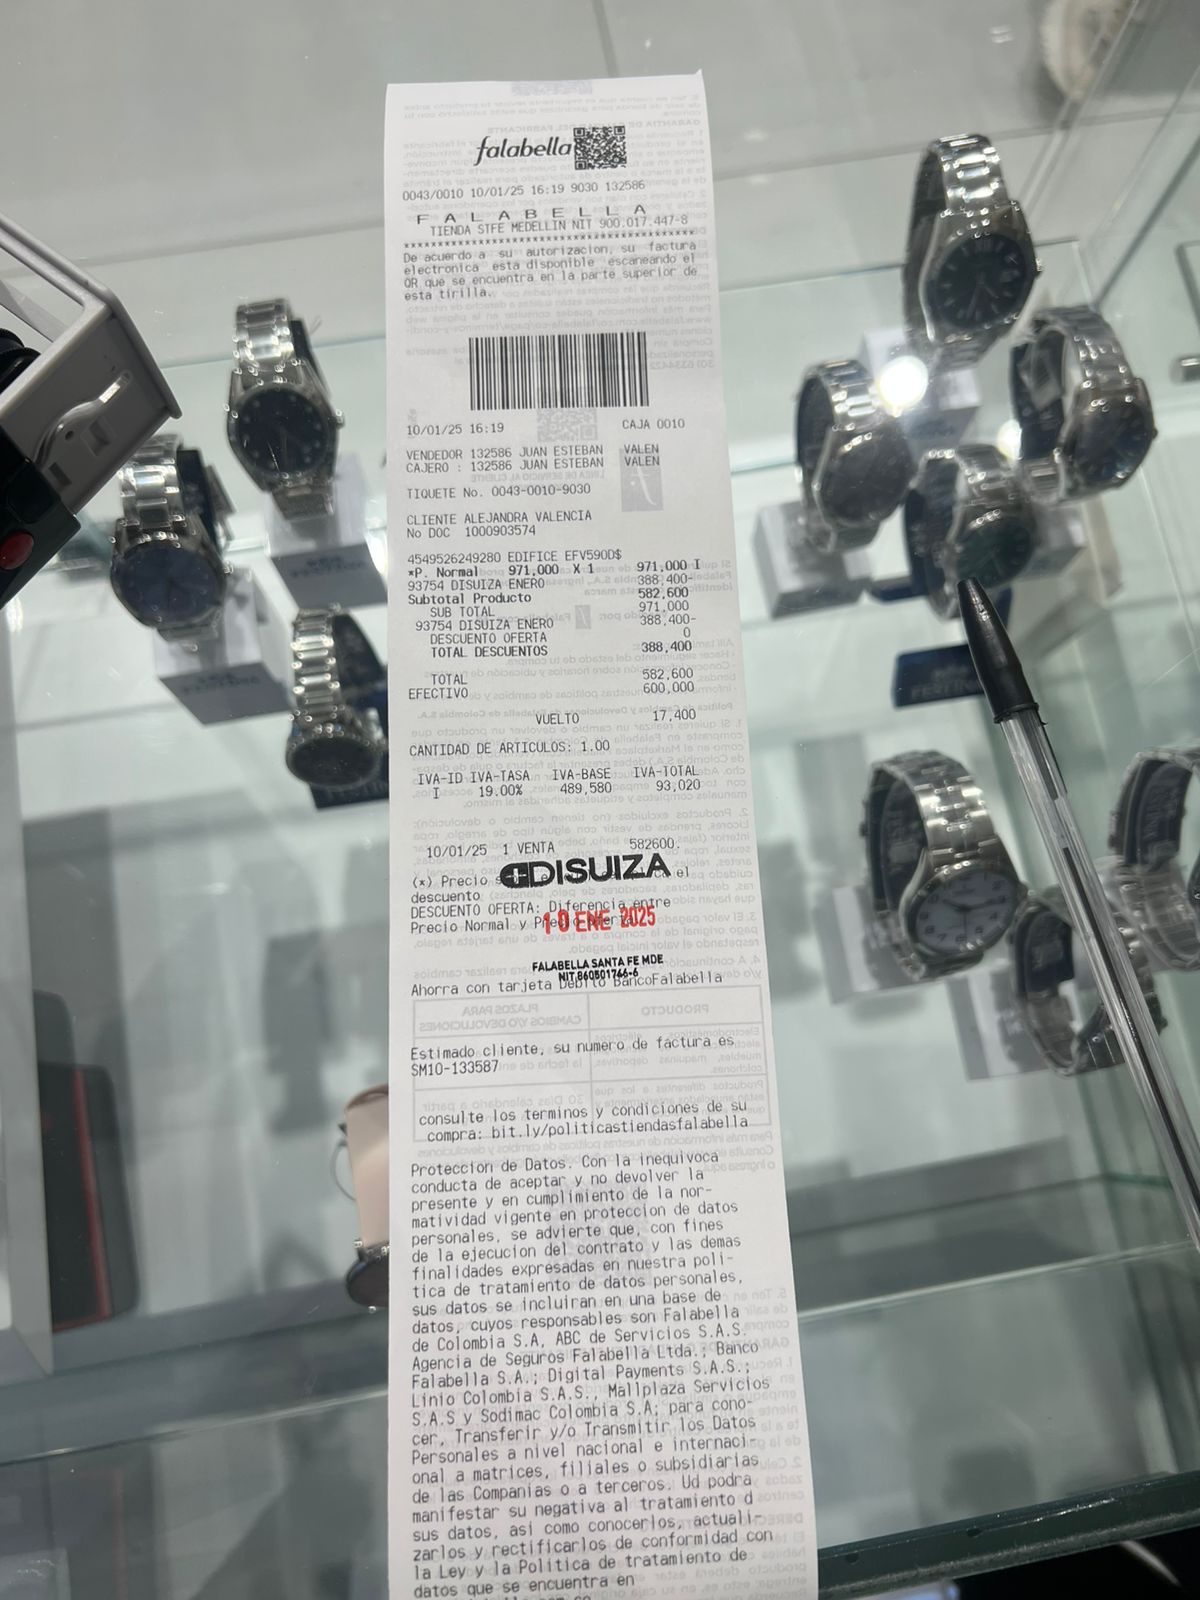 falabella
0043/0010 10/01/25 16:19 9030 132586
F A L A B E L L A
TIENDA STFE MEDELLIN NIT 900.017.447-8
******************************************
De acuerdo a su autorizacion, su factura
electronica esta disponible escaneando el
QR que se encuentra en la parte superior de
esta tirilla.
10/01/25 16:19 CAJA 0010
VENDEDOR 132586 JUAN ESTEBAN VALEN
CAJERO : 132586 JUAN ESTEBAN VALEN
TIQUETE No. 0043-0010-9030
CLIENTE ALEJANDRA VALENCIA
No DOC 1000903574
4549526249280 EDIFICE EFV590D$
*P. Normal 971,000 X 1 971,000 I
93754 DISUIZA ENERO 388,400-
Subtotal Producto 582,600
SUB TOTAL 971,000
93754 DISUIZA ENERO 388,400-
DESCUENTO OFERTA 0
TOTAL DESCUENTOS 388,400
TOTAL 582,600
EFECTIVO 600,000
VUELTO 17,400
CANTIDAD DE ARTICULOS: 1.00
IVA-ID IVA-TASA IVA-BASE IVA-TOTAL
I 19.00% 489,580 93,020
10/01/25 1 VENTA 582600.
DISUIZA
(*) Precio el
descuento
DESCUENTO OFERTA: Diferencia entre
Precio Normal y
10 ENE 2025
FALABELLA SANTA FE MDE
NIT.860501766-6
Ahorra con tarjeta Debito BancoFalabella
Estimado cliente, su numero de factura es
SM10-133587
consulte los terminos y condiciones de su
compra: bit.ly/politicastiendasfalabella
Proteccion de Datos. Con la inequivoca
conducta de aceptar y no devolver la
presente y en cumplimiento de la nor-
matividad vigente en proteccion de datos
personales, se advierte que, con fines
de la ejecucion del contrato y las demas
finalidades expresadas en nuestra poli-
tica de tratamiento de datos personales,
sus datos se incluiran en una base de
datos, cuyos responsables son Falabella
de Colombia S.A, ABC de Servicios S.A.S.
Agencia de Seguros Falabella Ltda.; Banco
Falabella S.A.; Digital Payments S.A.S.;
Linio Colombia S.A.S., Mallplaza Servicios
S.A.S y Sodimac Colombia S.A; para cono-
cer, Transferir y/o Transmitir los Datos
Personales a nivel nacional e internaci-
onal a matrices, filiales o subsidiarias
de las Companias o a terceros. Ud podra
manifestar su negativa al tratamiento d
sus datos, asi como conocerlos, actuali-
zarlos y rectificarlos de conformidad con
la Ley y la Politica de tratamiento de
datos que se encuentra en